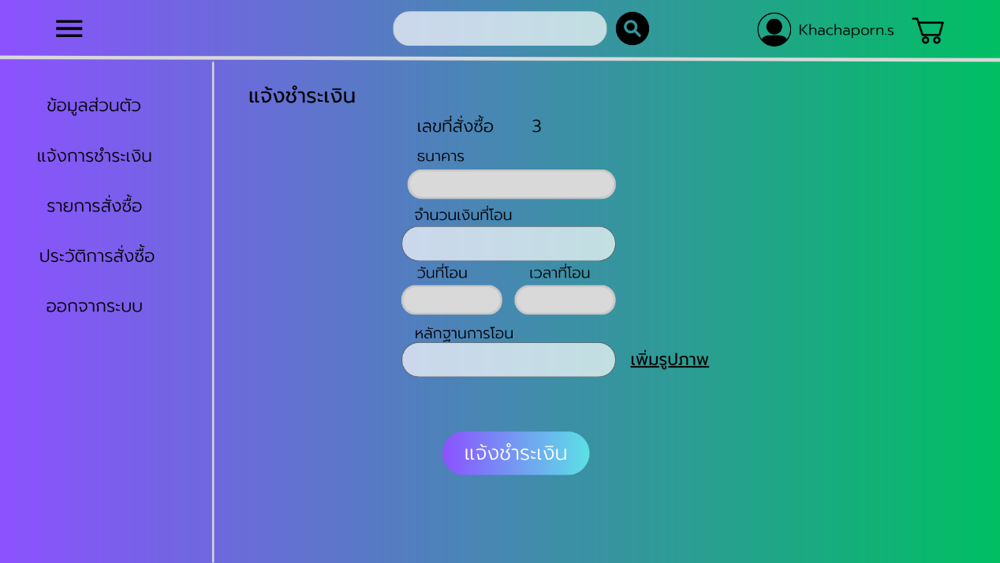 Khachaporn.s
ข้อมูลส่วนตัว
แจ้งการชำระเงิน
รายการสั่งซื้อ
ประวัติการสั่งซื้อ
ออกจากระบบ
แจ้งชำระเงิน
เลขที่สั่งซื้อ 3
ธนาคาร
จำนวนเงินที่โอน
วันที่โอน เวลาที่โอน
หลักฐานการโอน
เพิ่มรูปภาพ
แจ้งชำระเงิน